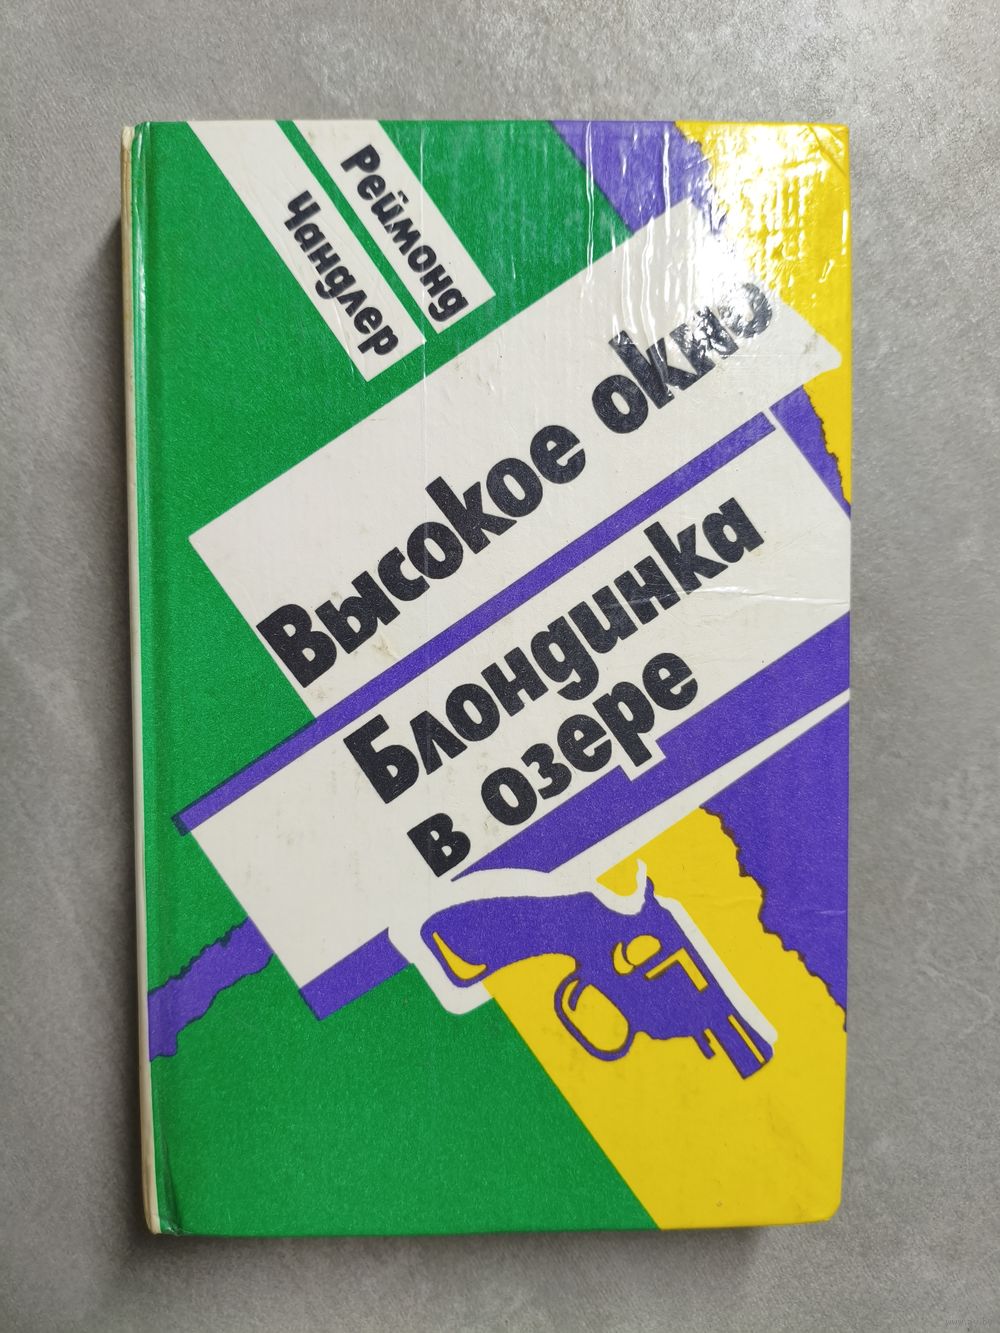 Реймонд
Чандлер
Высокое окно
Блондинка
в озере